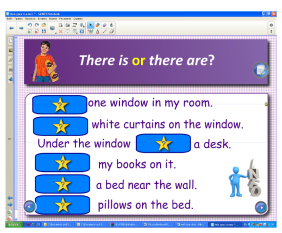 There is or there are?
one window in my room.
white curtains on the window.
Under the window a desk.
my books on it.
a bed near the wall.
pillows on the bed.